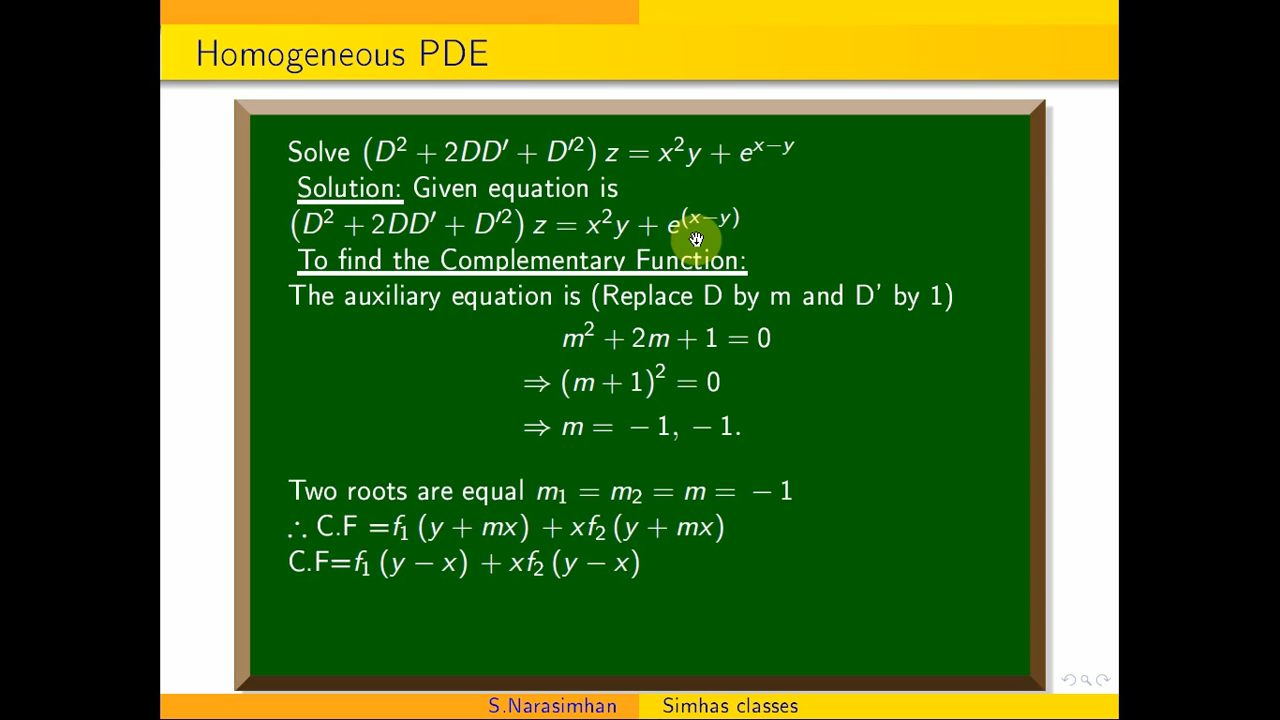 Homogeneous PDE
Solve (D² + 2DD′ + D′²) z = x²y + e^{x−y}
Solution: Given equation is
(D² + 2DD′ + D′²) z = x²y + e^{(x−y)}
To find the Complementary Function:
The auxiliary equation is (Replace D by m and D' by 1)
m² + 2m + 1 = 0
⇒ (m + 1)² = 0
⇒ m = − 1, − 1.
Two roots are equal m₁ = m₂ = m = − 1
∴ C.F =f₁ (y + mx) + xf₂ (y + mx)
C.F=f₁ (y − x) + xf₂ (y − x)
S.Narasimhan Simhas classes